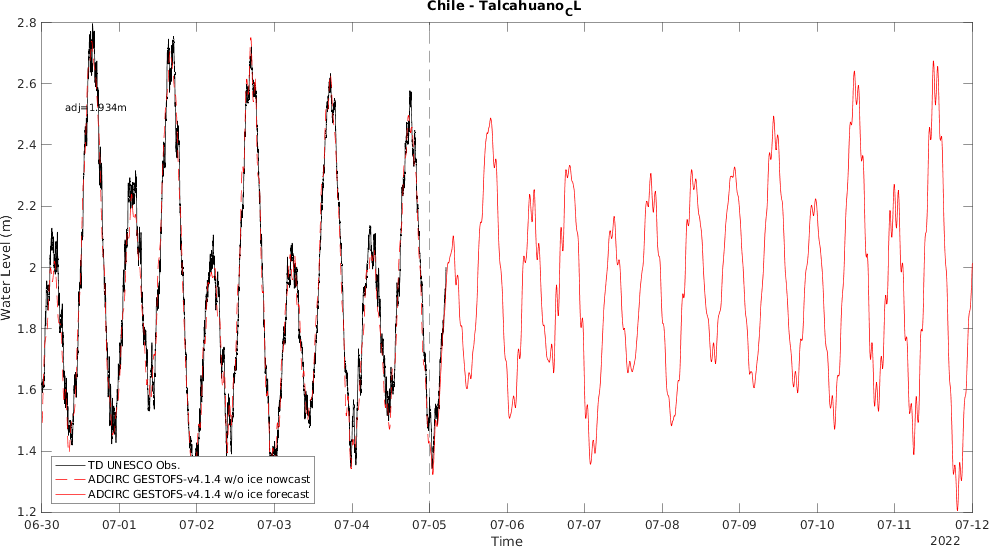 Chile - TalcahuanoCL
2.8
2.6
adj=1.934m
2.4
2.2
2
1.8
1.6
1.4
1.2
Water Level (m)
TD UNESCO Obs.
ADCIRC GESTOFS-v4.1.4 w/o ice nowcast
ADCIRC GESTOFS-v4.1.4 w/o ice forecast
06-30 07-01 07-02 07-03 07-04 07-05 07-06 07-07 07-08 07-09 07-10 07-11 07-12
Time
2022